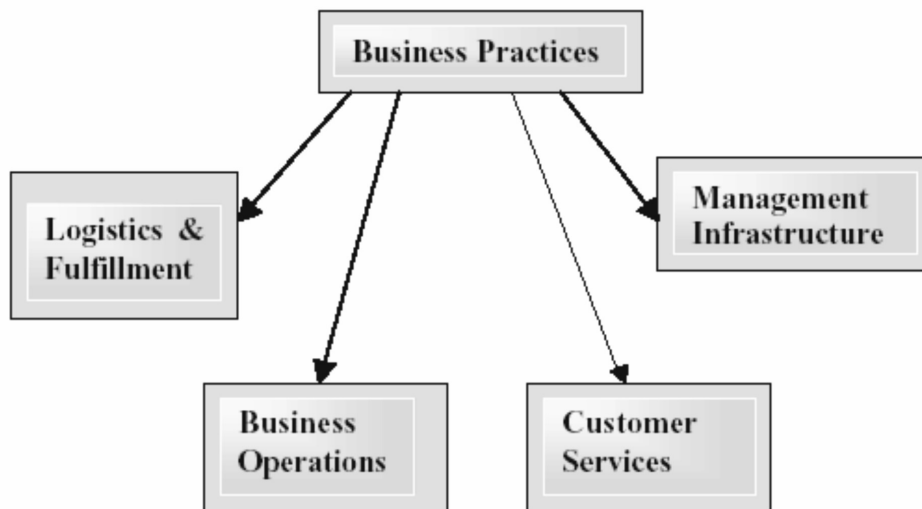 Business Practices
Logistics &
Fulfillment
Management
Infrastructure
Business
Operations
Customer
Services